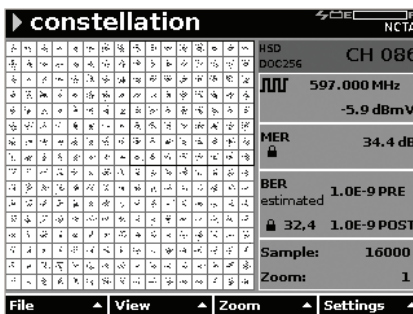 constellation
E F
NCTA
HSD
DOC256
CH 086
597.000 MHz
-5.9 dBmV
MER
34.4 dB
BER
estimated
1.0E-9 PRE
32,4 1.0E-9 POST
Sample: 16000
Zoom: 1
File View Zoom Settings